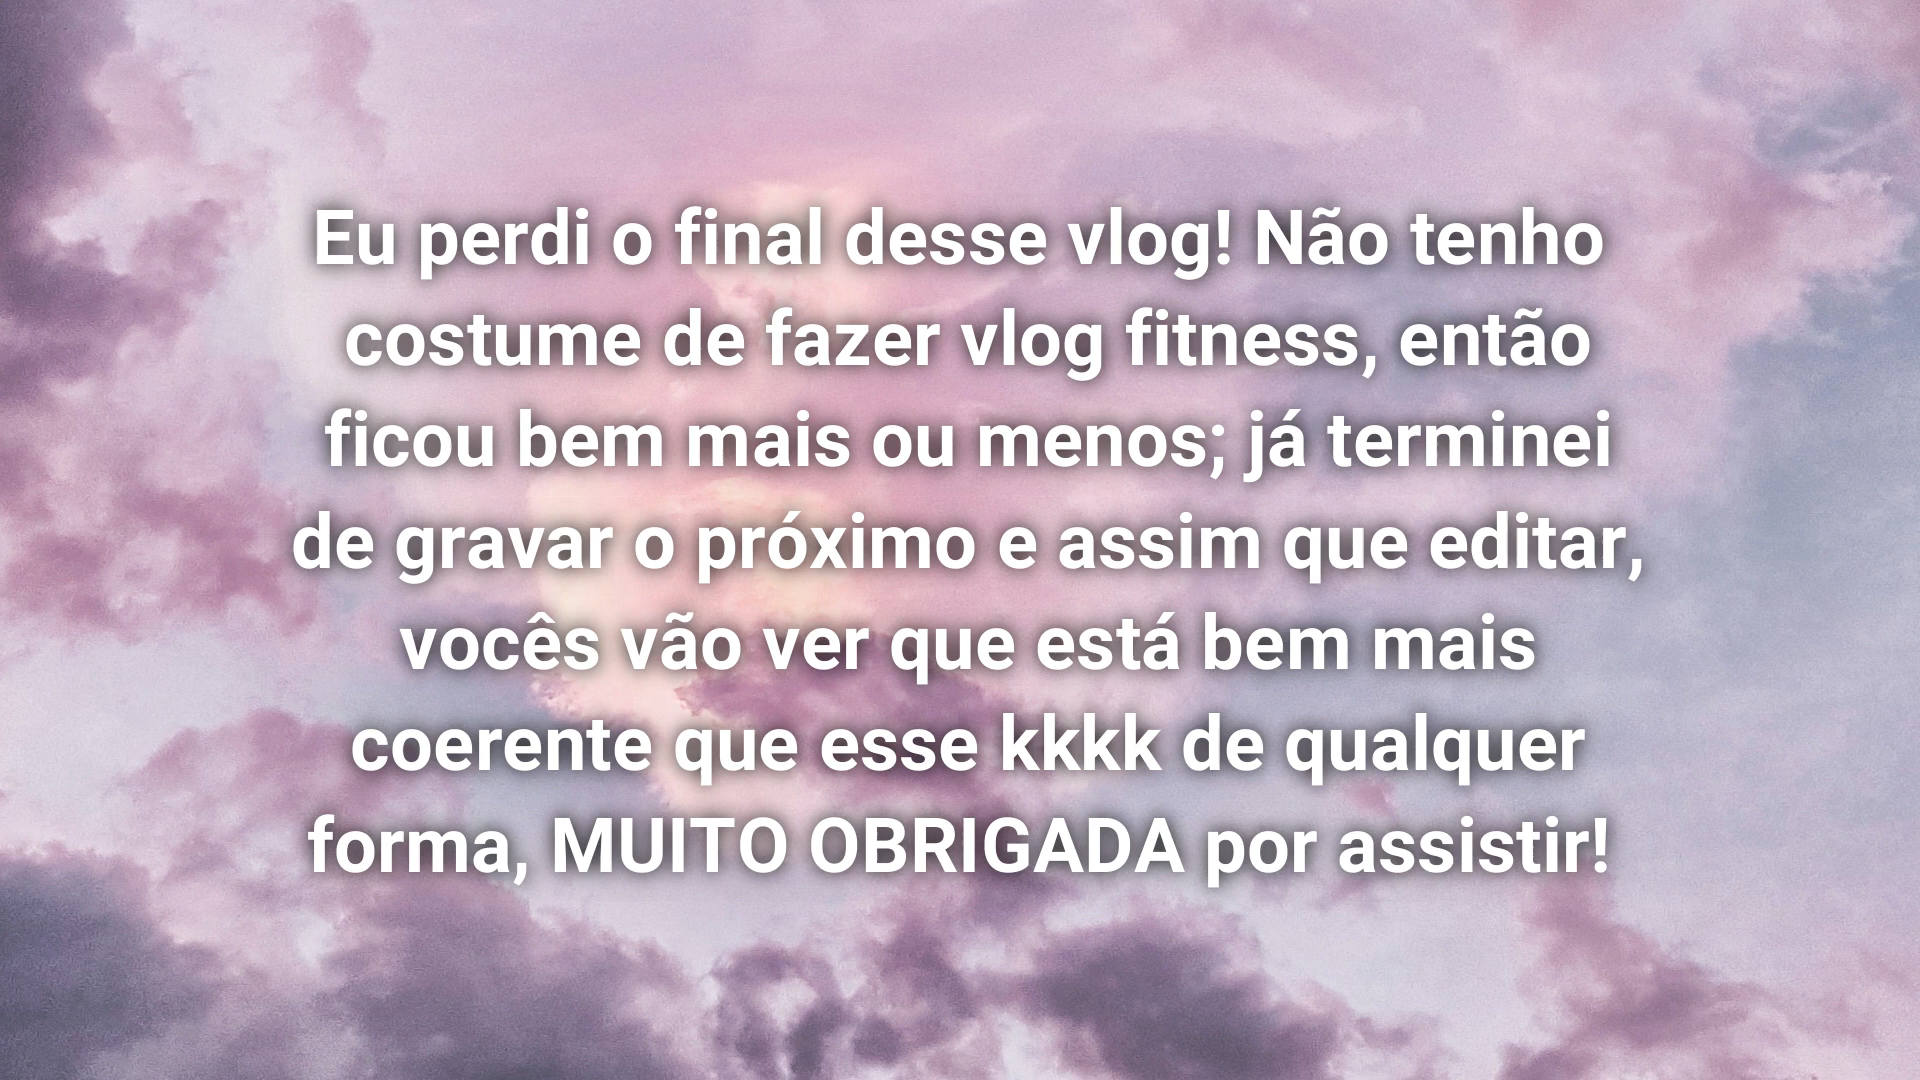 Eu perdi o final desse vlog! Não tenho
costume de fazer vlog fitness, então
ficou bem mais ou menos; já terminei
de gravar o próximo e assim que editar,
vocês vão ver que está bem mais
coerente que esse kkkk de qualquer
forma, MUITO OBRIGADA por assistir!